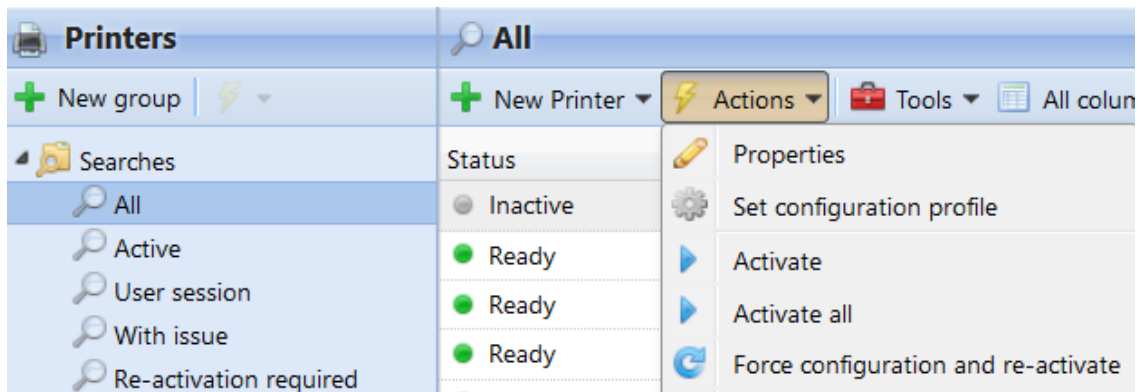 Printers
All
New group
New Printer
Actions
Tools
All colum
Searches
All
Active
User session
With issue
Re-activation required
Status
Inactive
Ready
Ready
Ready
Properties
Set configuration profile
Activate
Activate all
Force configuration and re-activate